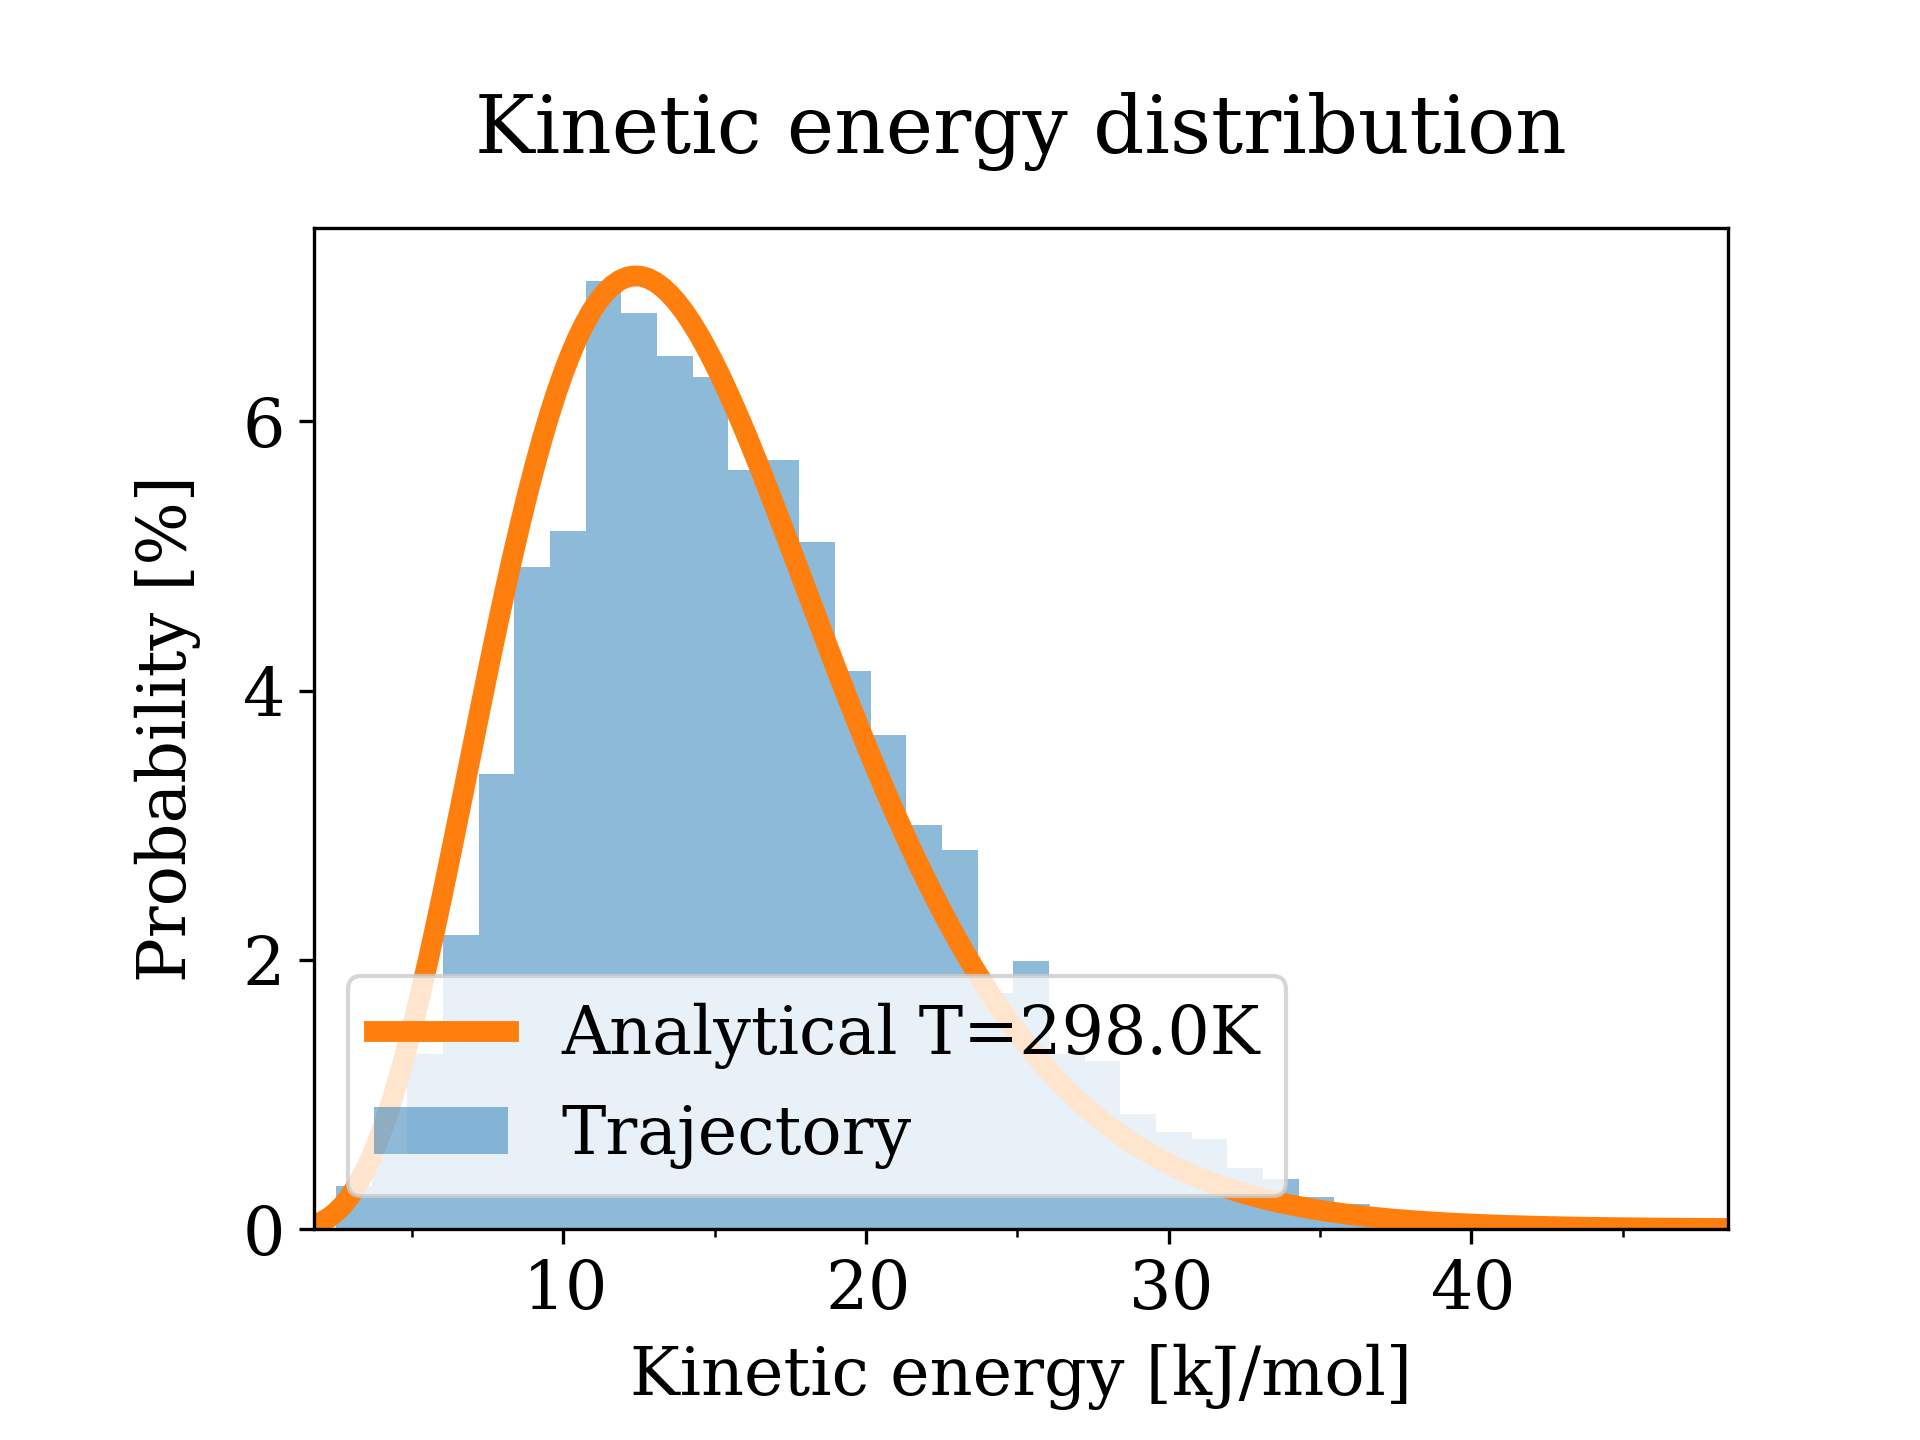 Kinetic energy distribution
Probability [%]
6
4
2
0
Analytical T=298.0K
Trajectory
10 20 30 40
Kinetic energy [kJ/mol]